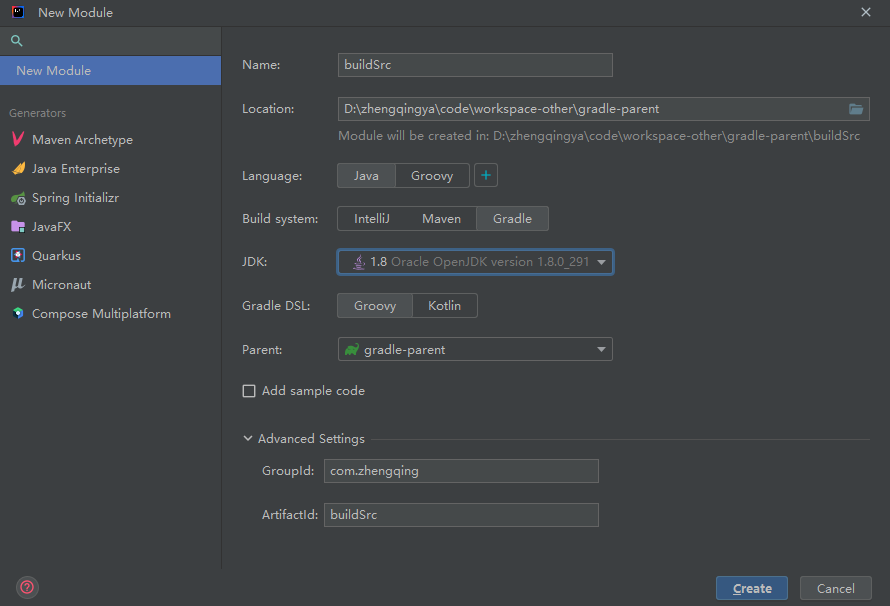 New Module
New Module
Generators
Maven Archetype
Java Enterprise
Spring Initializr
JavaFX
Quarkus
Micronaut
Compose Multiplatform
Name: buildSrc
Location: D:\zhengqingya\code\workspace-other\gradle-parent
Module will be created in: D:\zhengqingya\code\workspace-other\gradle-parent\buildSrc
Language: Java Groovy +
Build system: IntelliJ Maven Gradle
JDK: 1.8 Oracle OpenJDK version 1.8.0_291
Gradle DSL: Groovy Kotlin
Parent: gradle-parent
Add sample code
Advanced Settings
GroupId: com.zhengqing
ArtifactId: buildSrc
? Create Cancel